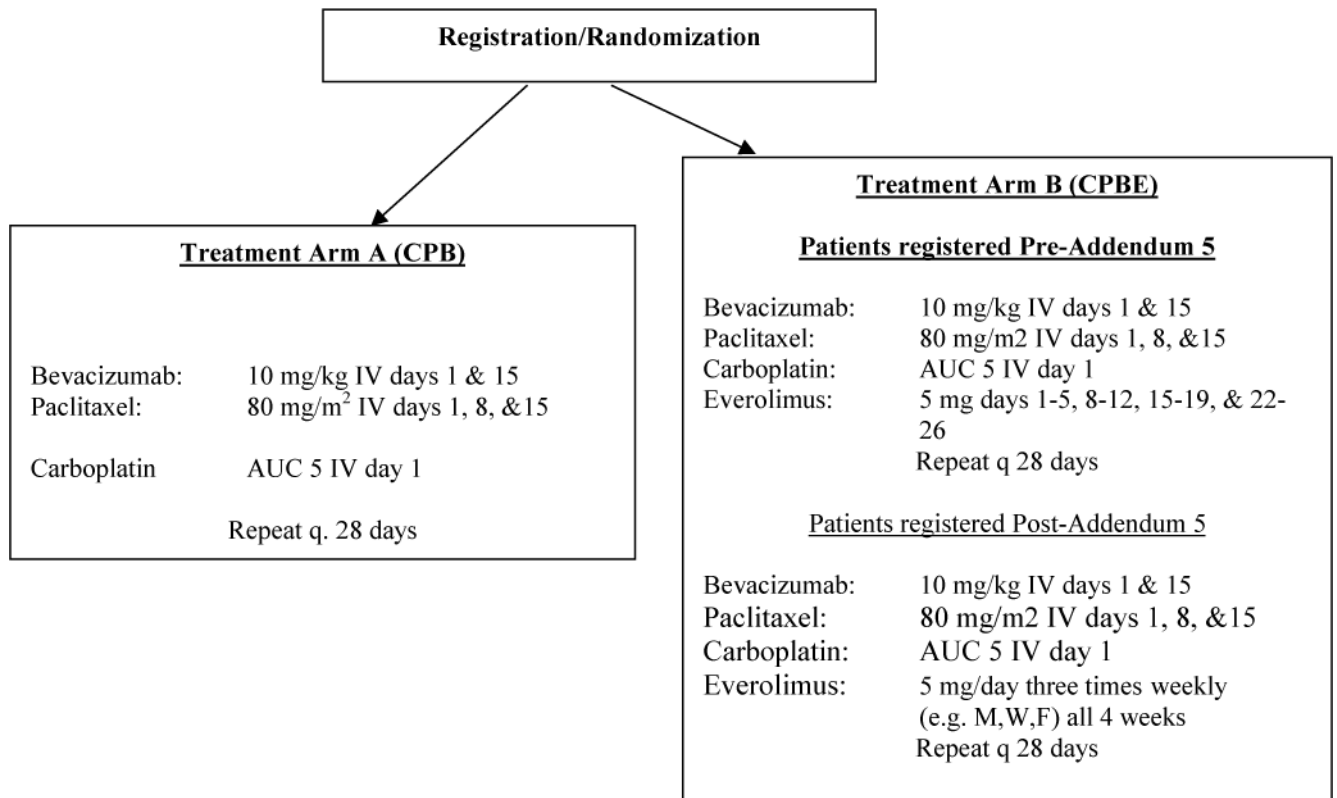 Registration/Randomization
Treatment Arm A (CPB)
Bevacizumab: 10 mg/kg IV days 1 & 15
Paclitaxel: 80 mg/m² IV days 1, 8, &15
Carboplatin AUC 5 IV day 1
Repeat q. 28 days
Treatment Arm B (CPBE)
Patients registered Pre-Addendum 5
Bevacizumab: 10 mg/kg IV days 1 & 15
Paclitaxel: 80 mg/m2 IV days 1, 8, &15
Carboplatin: AUC 5 IV day 1
Everolimus: 5 mg days 1-5, 8-12, 15-19, & 22-
26
Repeat q 28 days
Patients registered Post-Addendum 5
Bevacizumab: 10 mg/kg IV days 1 & 15
Paclitaxel: 80 mg/m2 IV days 1, 8, &15
Carboplatin: AUC 5 IV day 1
Everolimus: 5 mg/day three times weekly
(e.g. M,W,F) all 4 weeks
Repeat q 28 days